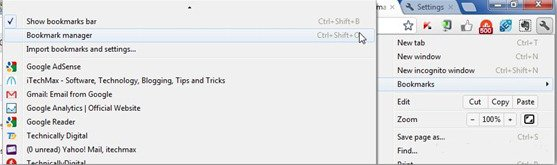 Show bookmarks bar Ctrl+Shift+B
Bookmark manager Ctrl+Shift+O
Import bookmarks and settings...
Google AdSense
iTechMax - Software, Technology, Blogging, Tips and Tricks
Gmail: Email from Google
Google Analytics | Official Website
Google Reader
Technically Digital
(0 unread) Yahoo! Mail, itechmax
TechnicallyDigital
Settings
500
New tab Ctrl+T
New window Ctrl+N
New incognito window Ctrl+Shift+N
Bookmarks
Edit Cut Copy Paste
Zoom - 100% +
Save page as... Ctrl+S
Find... Ctrl+F